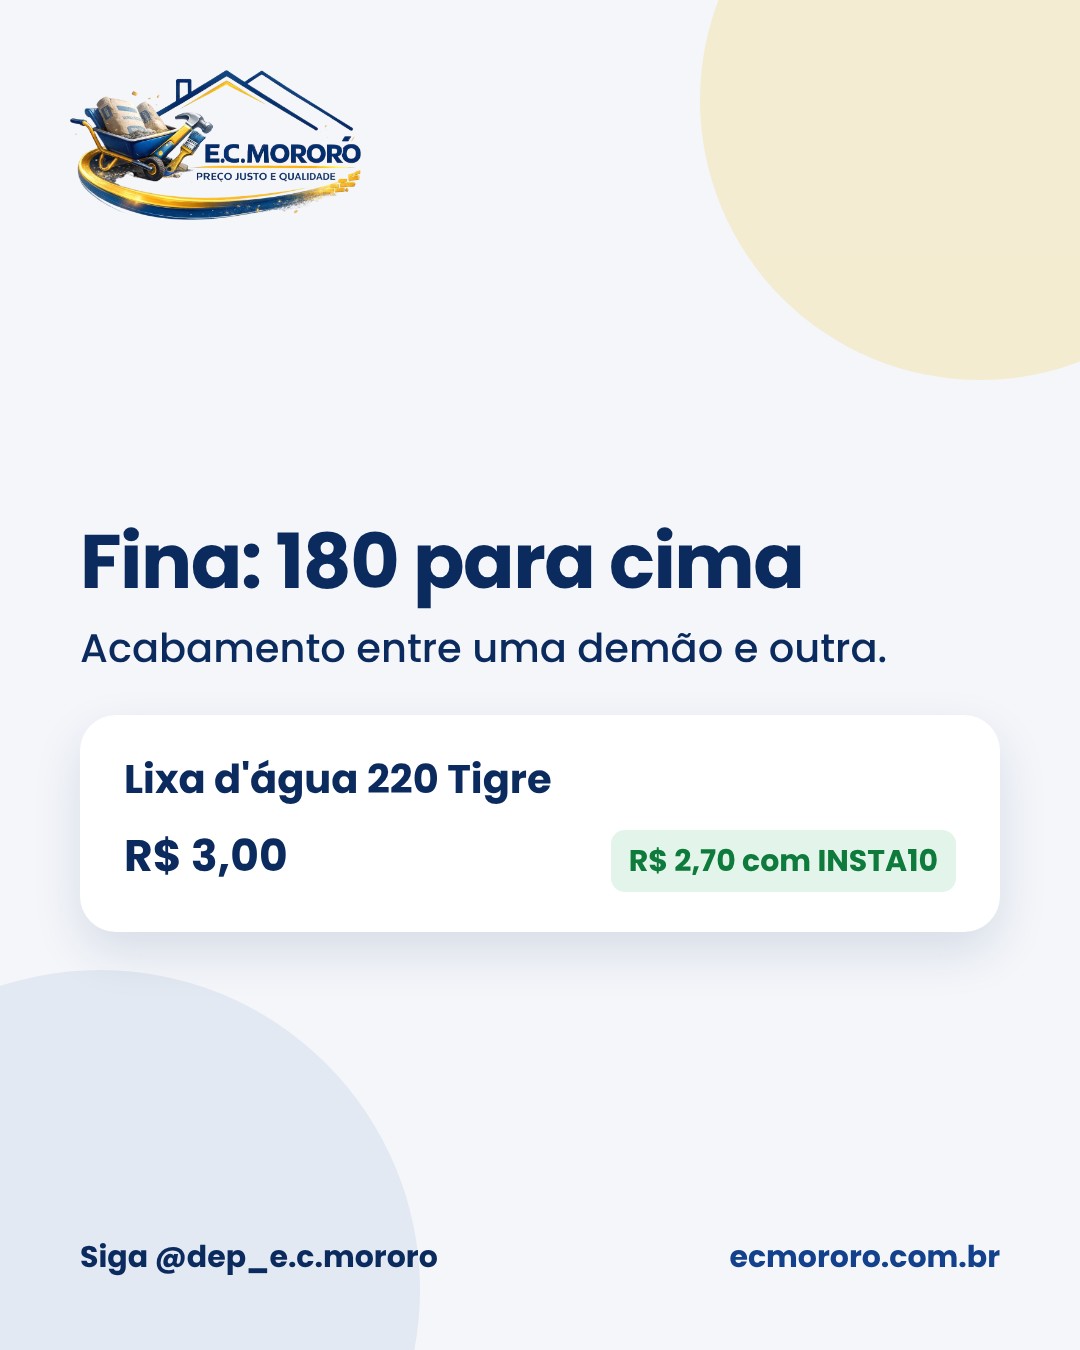 E.C.MORORÓ
PREÇO JUSTO E QUALIDADE
Fina: 180 para cima
Acabamento entre uma demão e outra.
Lixa d'água 220 Tigre
R$ 3,00
R$ 2,70 com INSTA10
Siga @dep_e.c.mororo
ecmororo.com.br